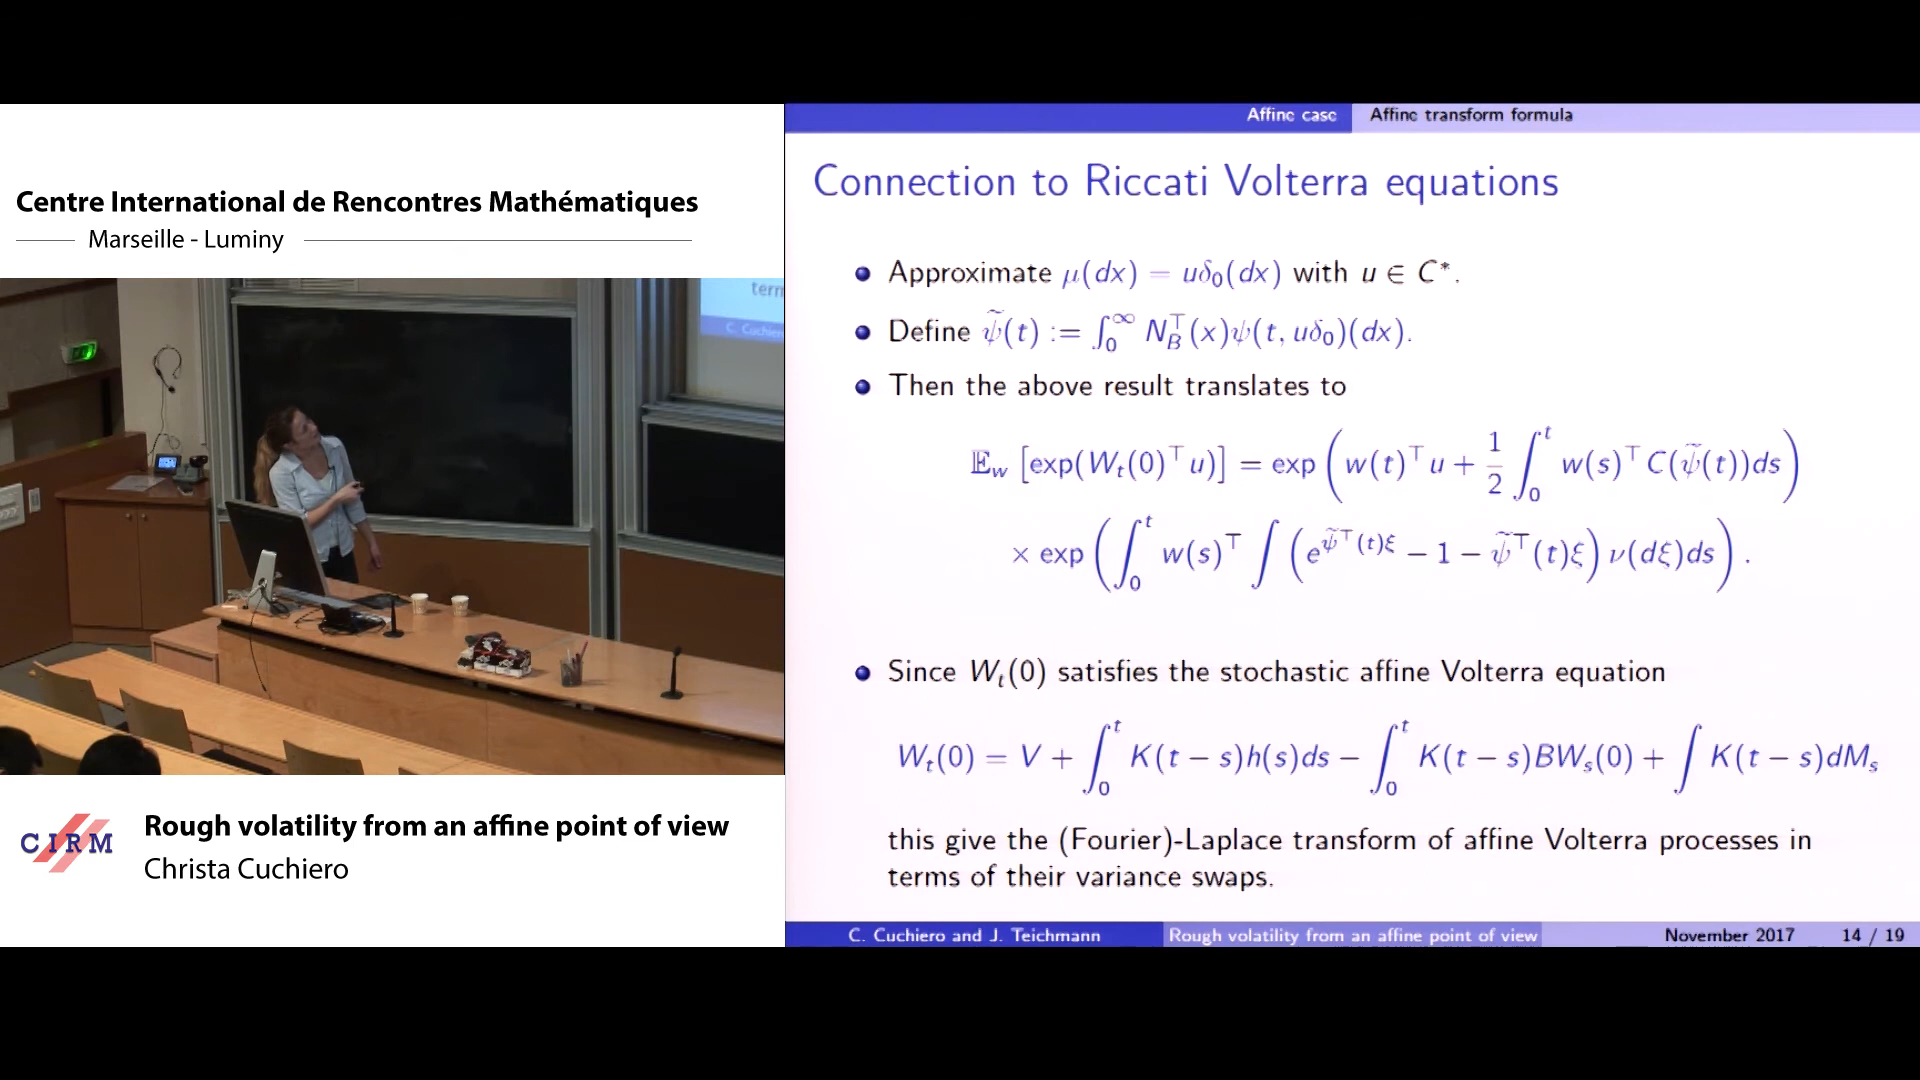 Centre International de Rencontres Mathématiques
Marseille - Luminy
tern
C. Cuchiero
CIRM
Rough volatility from an affine point of view
Christa Cuchiero
Affine case Affine transform formula
Connection to Riccati Volterra equations
Approximate μ(dx) = uδ₀(dx) with u ∈ C*.
Define ψ̃(t) := ∫₀^∞ N_B^⊤(x)ψ(t, uδ₀)(dx).
Then the above result translates to
𝔼_w [exp(W_t(0)^⊤ u)] = exp (w(t)^⊤ u + 1/2 ∫₀^t w(s)^⊤ C(ψ̃(t))ds)
× exp (∫₀^t w(s)^⊤ ∫ (e^{ψ̃^⊤(t)ξ} − 1 − ψ̃^⊤(t)ξ) ν(dξ)ds) .
Since W_t(0) satisfies the stochastic affine Volterra equation
W_t(0) = V + ∫₀^t K(t − s)h(s)ds − ∫₀^t K(t − s)BW_s(0) + ∫ K(t − s)dM_s
this give the (Fourier)-Laplace transform of affine Volterra processes in
terms of their variance swaps.
C. Cuchiero and J. Teichmann Rough volatility from an affine point of view November 2017 14 / 19